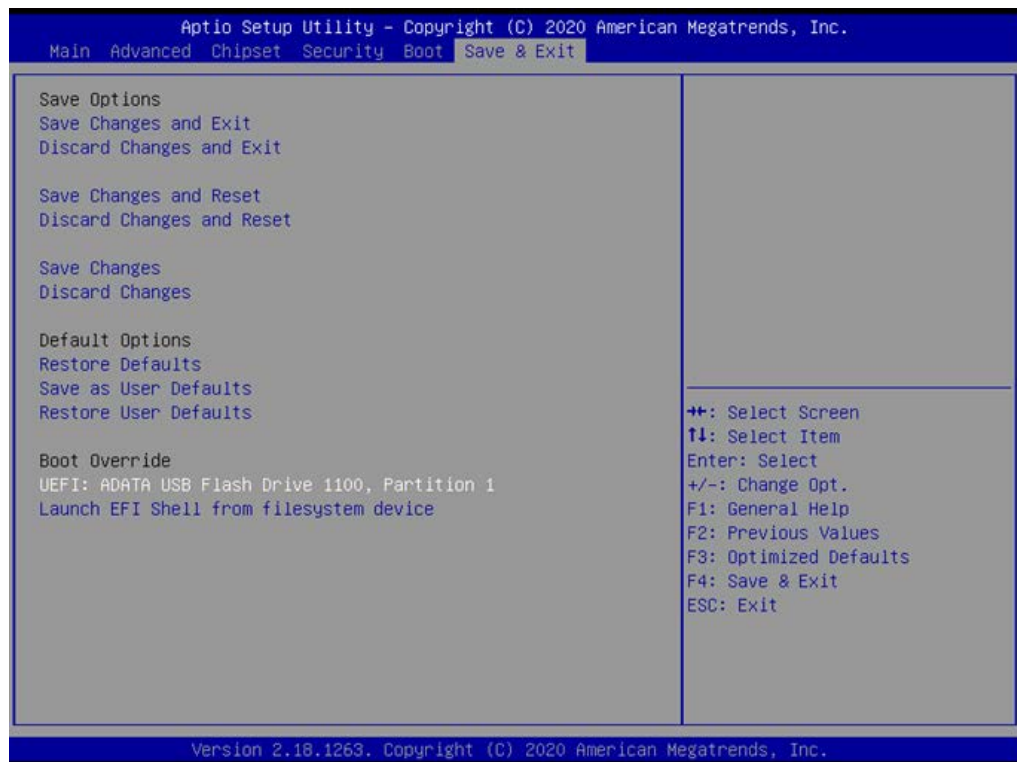 Aptio Setup Utility – Copyright (C) 2020 American Megatrends, Inc.
Main Advanced Chipset Security Boot Save & Exit
Save Options
Save Changes and Exit
Discard Changes and Exit
Save Changes and Reset
Discard Changes and Reset
Save Changes
Discard Changes
Default Options
Restore Defaults
Save as User Defaults
Restore User Defaults
Boot Override
UEFI: ADATA USB Flash Drive 1100, Partition 1
Launch EFI Shell from filesystem device
→←: Select Screen
↑↓: Select Item
Enter: Select
+/-: Change Opt.
F1: General Help
F2: Previous Values
F3: Optimized Defaults
F4: Save & Exit
ESC: Exit
Version 2.18.1263. Copyright (C) 2020 American Megatrends, Inc.